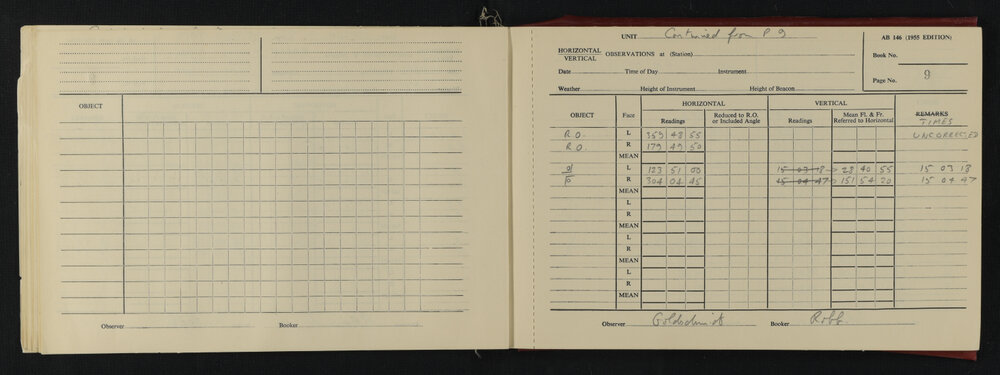 OBJECT
Observer
Booker
UNIT Continued from P 9
AB 146 (1955 EDITION)
HORIZONTAL
VERTICAL
OBSERVATIONS at (Station)
Book No.
Date Time of Day Instrument
Page No. 9
Weather Height of Instrument Height of Beacon
HORIZONTAL VERTICAL
OBJECT Face Readings Reduced to R.O. or Included Angle Readings Mean Fl. & Fr. Referred to Horizontal REMARKS
TIMES
R O. L 359 48 55 UNCORRECTED
R O. R 179 49 50
MEAN
L 123 51 00 15 03 18 28 40 55 15 03 18
R 304 04 45 15 04 47 151 54 20 15 04 47
MEAN
L
R
MEAN
L
R
MEAN
L
R
MEAN
Observer Goldschmidt Booker Robb